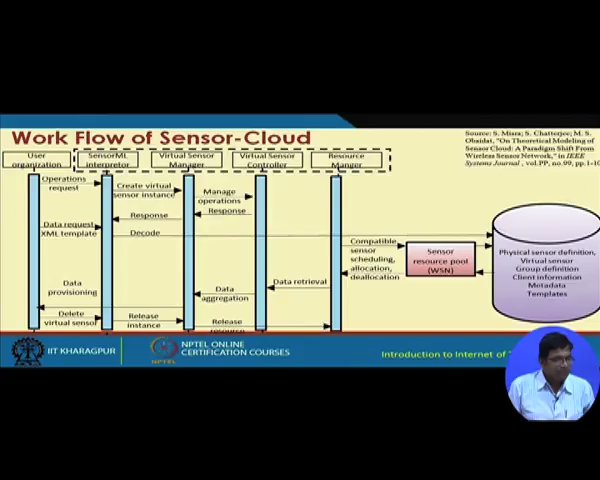 Work Flow of Sensor-Cloud
Source: S. Misra; S. Chatterjee; M. S.
Obaidat, "On Theoretical Modeling of
Sensor Cloud: A Paradigm Shift From
Wireless Sensor Network," in IEEE
Systems Journal , vol.PP, no.99, pp.1-10
User
organization
SensorML
interpretor
Virtual Sensor
Manager
Virtual Sensor
Controller
Resource
Manger
Operations
request
Create virtual
sensor instance
Manage
operations
Response
Response
Data request
XML template
Decode
Compatible
sensor
scheduling,
allocation,
deallocation
Sensor
resource pool
(WSN)
Physical sensor definition,
Virtual sensor
Group definition
Client information
Metadata
Templates
Data
provisioning
Data
aggregation
Data retrieval
Delete
virtual sensor
Release
instance
Release
resource
IIT KHARAGPUR
NPTEL
NPTEL ONLINE
CERTIFICATION COURSES
Introduction to Internet of